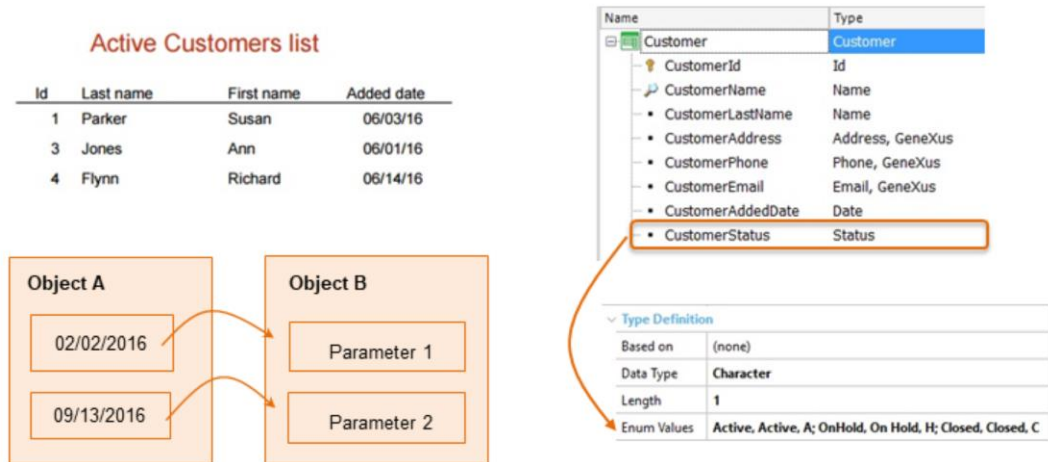 Active Customers list
Id Last name First name Added date
1 Parker Susan 06/03/16
3 Jones Ann 06/01/16
4 Flynn Richard 06/14/16
Object A
02/02/2016
09/13/2016
Object B
Parameter 1
Parameter 2
Name Type
Customer Customer
CustomerId Id
CustomerName Name
CustomerLastName Name
CustomerAddress Address, GeneXus
CustomerPhone Phone, GeneXus
CustomerEmail Email, GeneXus
CustomerAddedDate Date
CustomerStatus Status
Type Definition
Based on (none)
Data Type Character
Length 1
Enum Values Active, Active, A; OnHold, On Hold, H; Closed, Closed, C